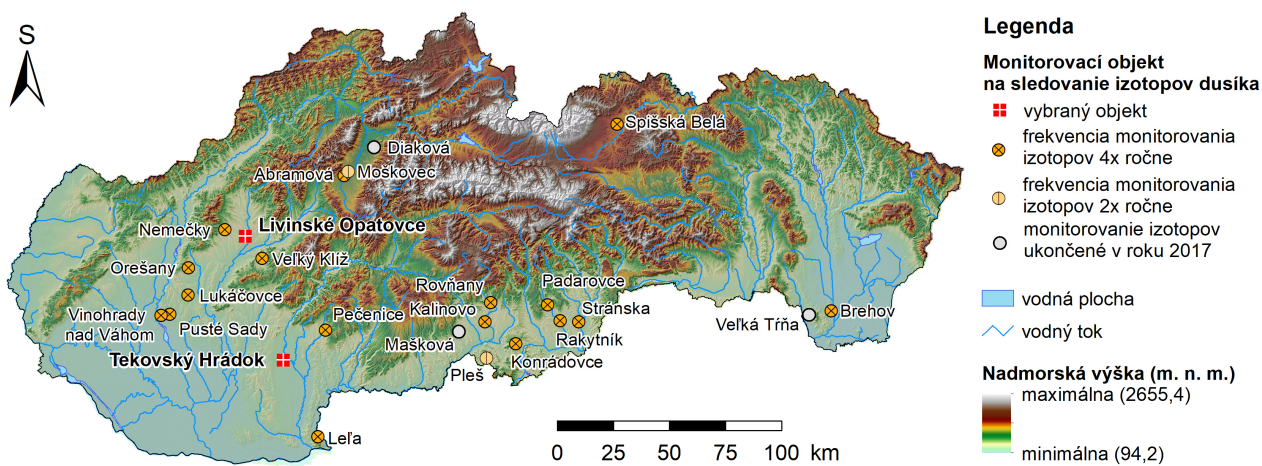 S
Spišská Belá
Diaková
Abramová
Moškovec
Nemečky
Livinské Opatovce
Orešany
Veľký Klíž
Lukáčovce
Rovňany
Padarovce
Kalinovo
Stránska
Vinohrady
nad Váhom
Pusté Sady
Pečenice
Mašková
Rakytník
Veľká Tŕňa
Brehov
Tekovský Hrádok
Konrádovce
Pleš
Leľa
0 25 50 75 100 km
Legenda
Monitorovací objekt
na sledovanie izotopov dusíka
vybraný objekt
frekvencia monitorovania
izotopov 4x ročne
frekvencia monitorovania
izotopov 2x ročne
monitorovanie izotopov
ukončené v roku 2017
vodná plocha
vodný tok
Nadmorská výška (m. n. m.)
maximálna (2655,4)
minimálna (94,2)